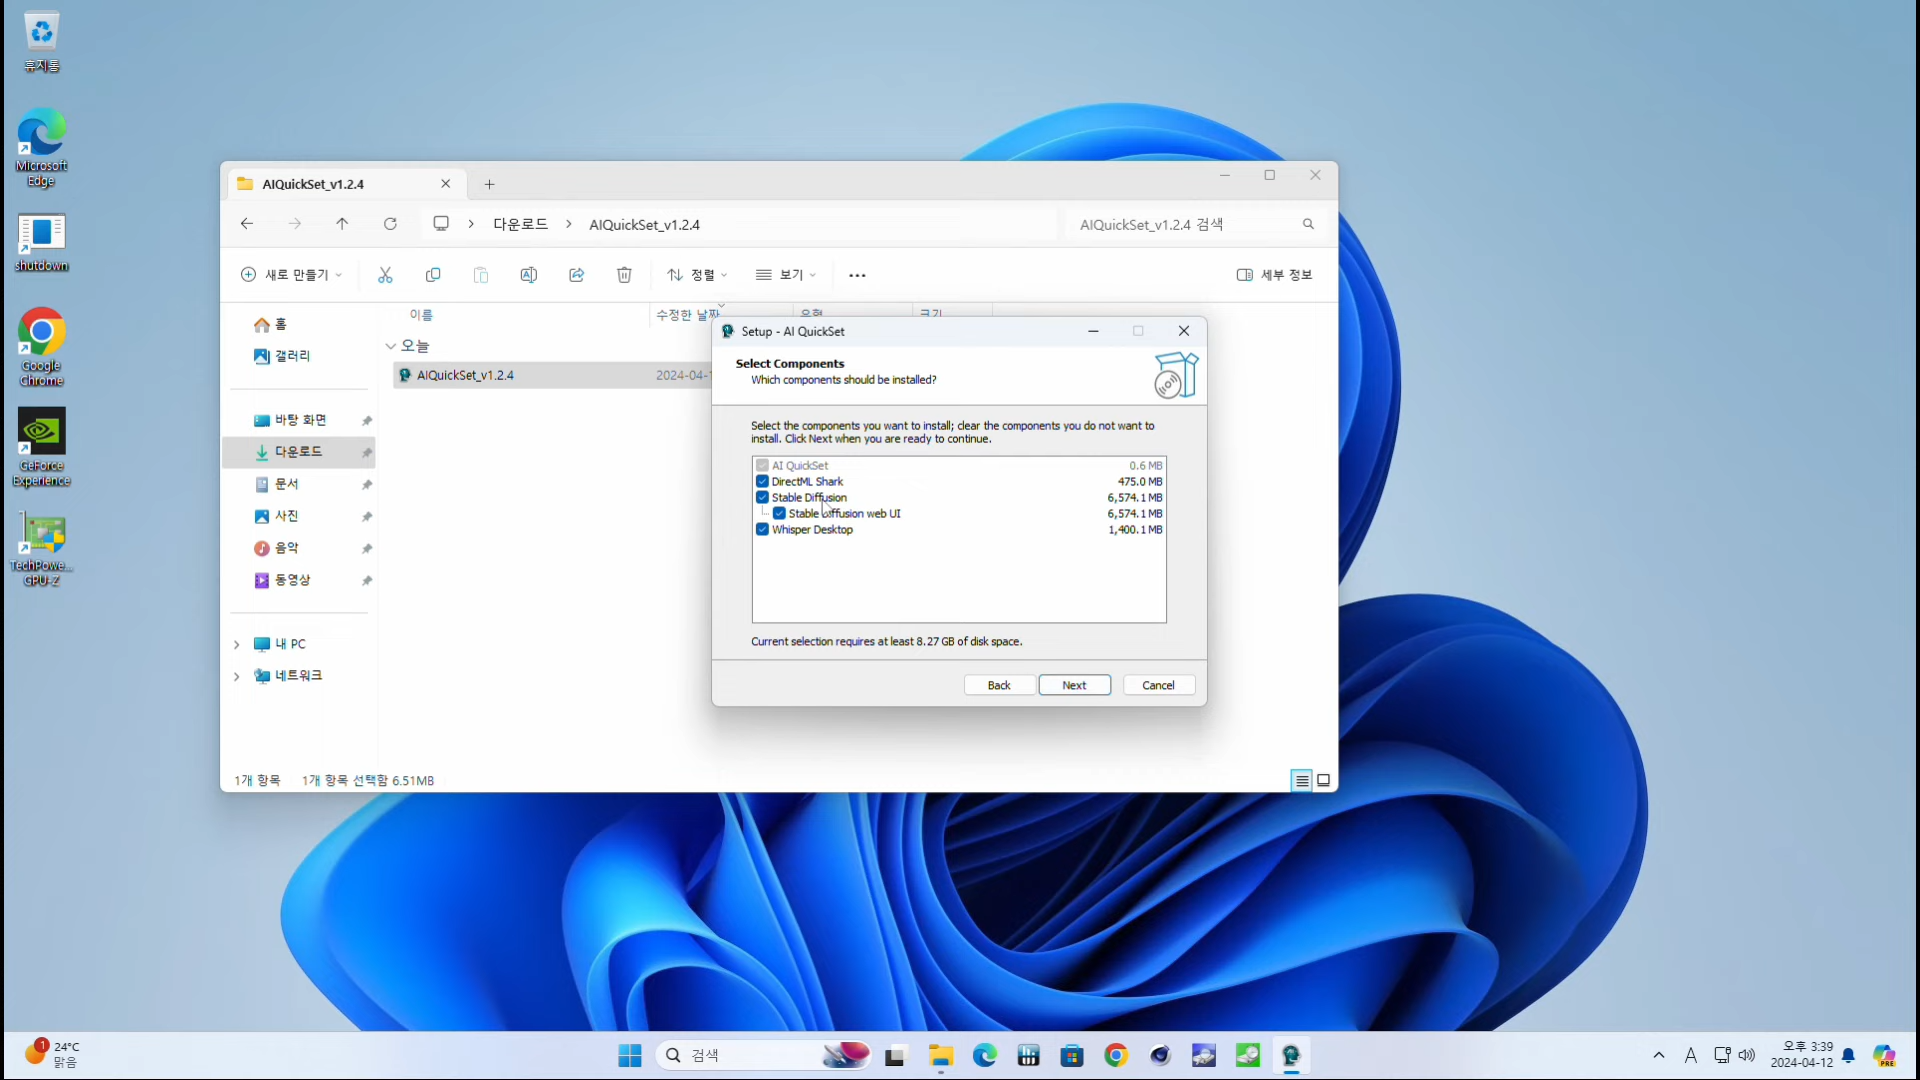 휴지통
Microsoft
Edge
shutdown
Google
Chrome
GeForce
Experience
TechPowe...
GPU-Z
AIQuickSet_v1.2.4
다운로드
AIQuickSet_v1.2.4
AIQuickSet_v1.2.4 검색
새로 만들기
정렬
보기
세부 정보
홈
갤러리
바탕 화면
다운로드
문서
사진
음악
동영상
내 PC
네트워크
이름
수정한 날짜
유형
크기
오늘
AIQuickSet_v1.2.4
2024-04-1
Setup - AI QuickSet
Select Components
Which components should be installed?
Select the components you want to install; clear the components you do not want to
install. Click Next when you are ready to continue.
AI QuickSet 0.6 MB
DirectML Shark 475.0 MB
Stable Diffusion 6,574.1 MB
Stable Diffusion web UI 6,574.1 MB
Whisper Desktop 1,400.1 MB
Current selection requires at least 8.27 GB of disk space.
Back Next Cancel
1개 항목 1개 항목 선택함 6.51MB
1
24°C
맑음
검색
A
오후 3:39
2024-04-12
PRE